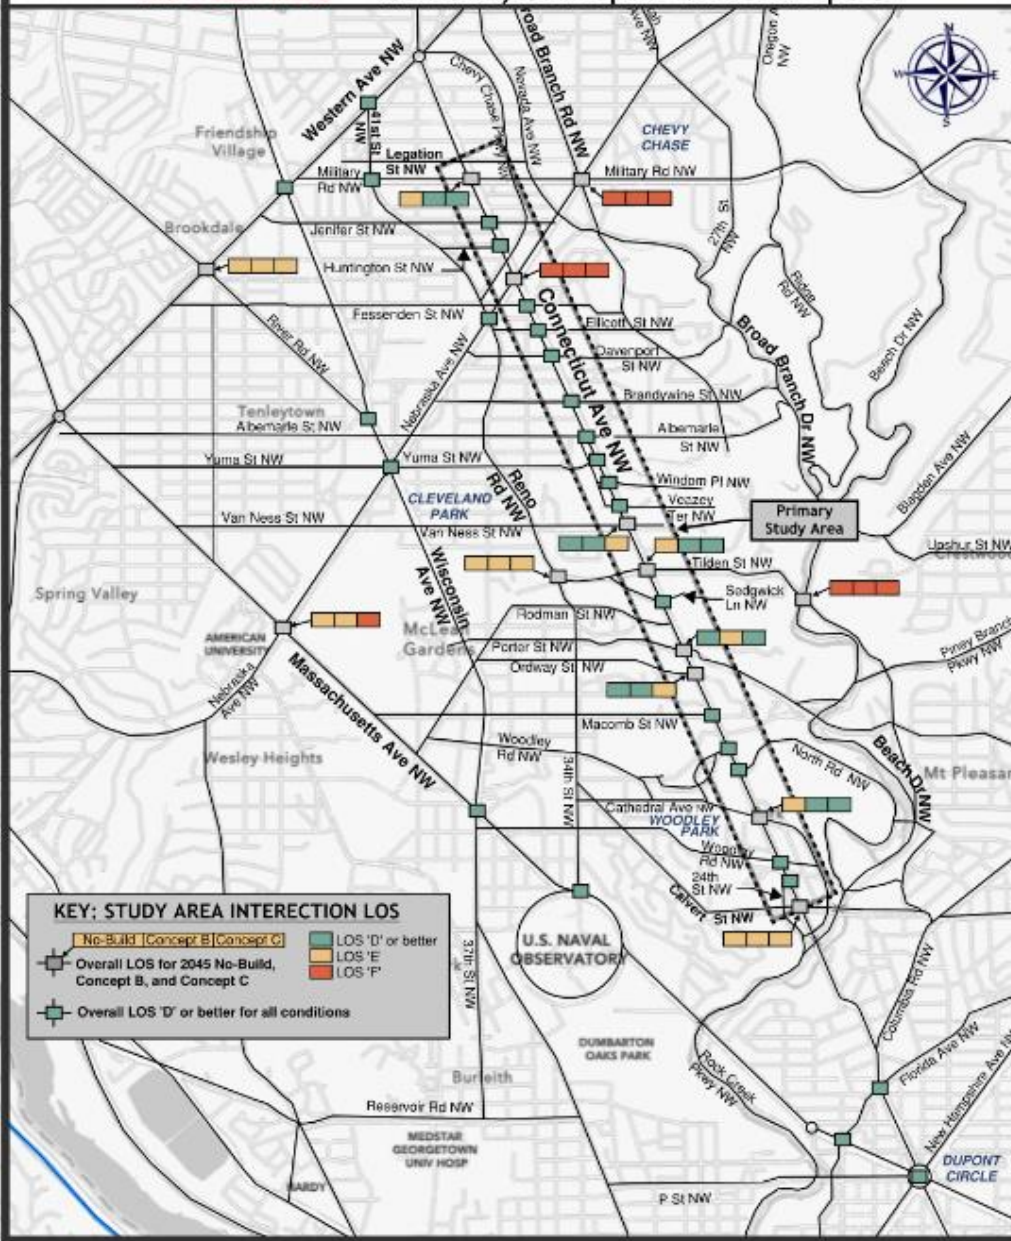 Western Ave NW
41st St
NW
Chevy Chase Pkwy NW
Nevada Ave NW
road Branch Rd NW
Ave NW
Oregon
NW
N
W
E
S
Friendship
Village
CHEVY
CHASE
Legation
St NW
Military
Rd NW
Military Rd NW
27th St
NW
Brookdale
Jenifer St NW
Huntington St NW
Ridge
Rd NW
Fessenden St NW
Ellicott St NW
River Rd NW
Connecticut Ave NW
Davenport
St NW
Broad Branch Dr NW
Beach Dr NW
Nebraska Ave NW
Brandywine St NW
Tenleytown
Albemarle St NW
Albemarle
St NW
Yuma St NW
Yuma St NW
Windom Pl NW
CLEVELAND
PARK
Reno
Rd NW
Veazey
Ter NW
Blagden Ave NW
Primary
Study Area
Van Ness St NW
Van Ness St NW
Upshur St NW
Crestwood
Tilden St NW
Wisconsin
Ave NW
Spring Valley
Sedgwick
Ln NW
Rodman St NW
AMERICAN
UNIVERSITY
McLean
Gardens
Porter St NW
Ordway St NW
Piney Branch
Pkwy NW
Nebraska
Ave NW
Massachusetts Ave NW
Macomb St NW
Wesley Heights
Woodley
Rd NW
34th St NW
North Rd NW
Beach Dr NW
Mt Pleasan
Cathedral Ave NW
WOODLEY
PARK
Woodley
Rd NW
24th
St NW
Calvert St NW
KEY: STUDY AREA INTERECTION LOS
No-Build Concept B Concept C
Overall LOS for 2045 No-Build,
Concept B, and Concept C
LOS 'D' or better
LOS 'E'
LOS 'F'
Overall LOS 'D' or better for all conditions
37th St NW
U.S. NAVAL
OBSERVATORY
Columbia Rd NW
DUMBARTON
OAKS PARK
Rock Creek
Pkwy NW
Florida Ave NW
New Hampshire Ave NW
Burleith
Reservoir Rd NW
MEDSTAR
GEORGETOWN
UNIV HOSP
HARDY
P St NW
DUPONT
CIRCLE